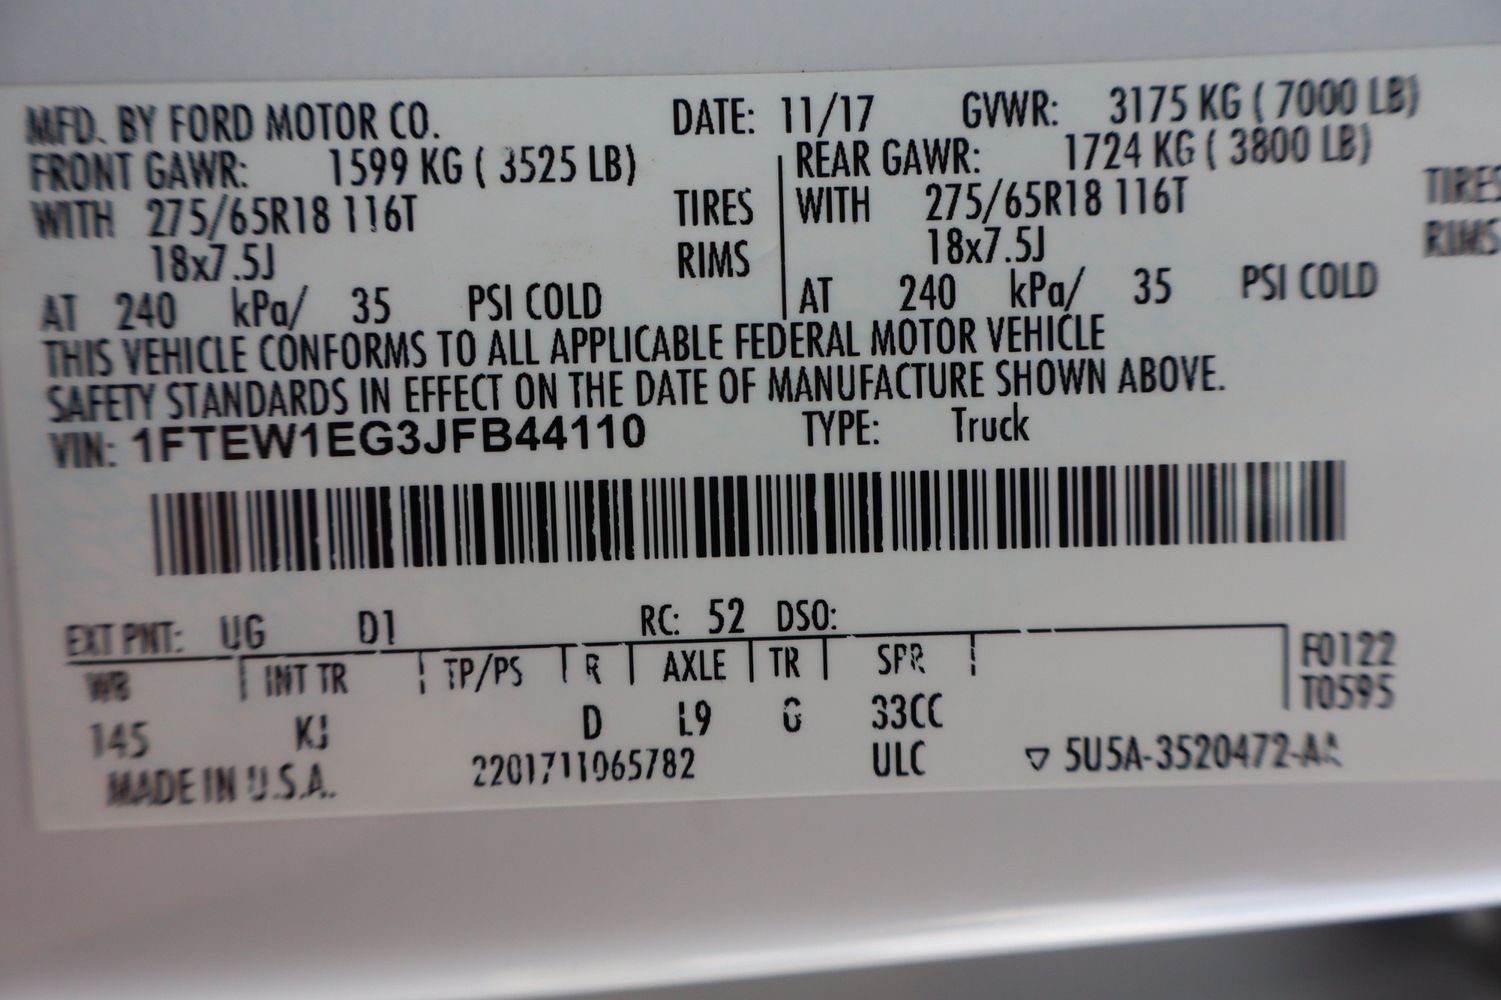 MFD. BY FORD MOTOR CO. DATE: 11/17 GVWR: 3175 KG ( 7000 LB)
FRONT GAWR: 1599 KG ( 3525 LB) REAR GAWR: 1724 KG ( 3800 LB)
WITH 275/65R18 116T TIRES WITH 275/65R18 116T TIRES
18x7.5J RIMS 18x7.5J RIMS
AT 240 kPa/ 35 PSI COLD AT 240 kPa/ 35 PSI COLD
THIS VEHICLE CONFORMS TO ALL APPLICABLE FEDERAL MOTOR VEHICLE
SAFETY STANDARDS IN EFFECT ON THE DATE OF MANUFACTURE SHOWN ABOVE.
VIN: 1FTEW1EG3JFB44110 TYPE: Truck
EXT PNT: UG D1 RC: 52 DSO:
WB INT TR TP/PS R AXLE TR SPR F0122
T0595
145 KJ D L9 G 33CC
MADE IN U.S.A. 2201711065782 ULC ▽ 5U5A-3520472-AA